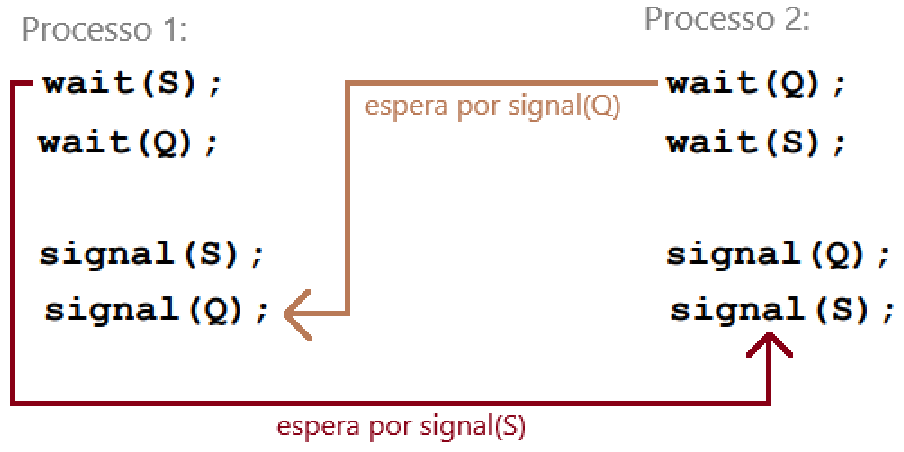 Processo 1:
wait(S);
wait(Q);
signal(S);
signal(Q);
espera por signal(Q)
Processo 2:
wait(Q);
wait(S);
signal(Q);
signal(S);
espera por signal(S)